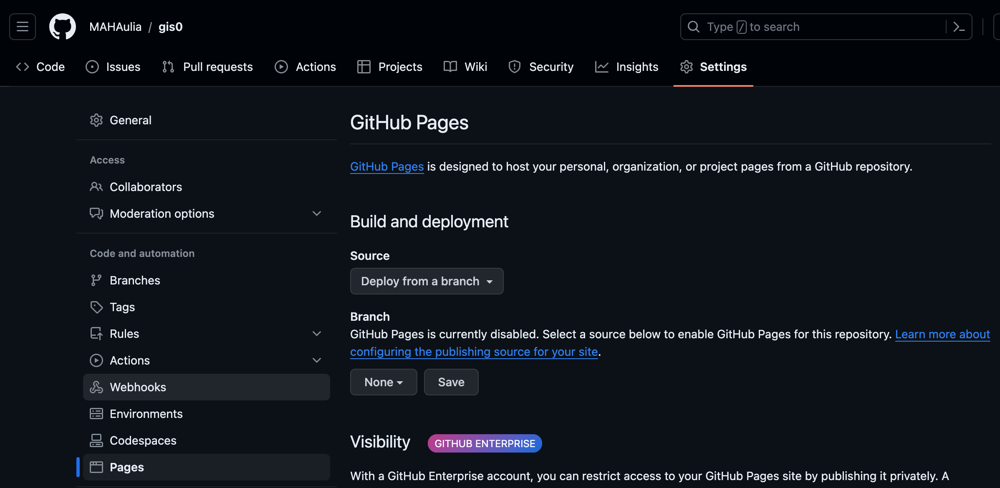 MAHAulia / gis0
Type / to search
Code
Issues
Pull requests
Actions
Projects
Wiki
Security
Insights
Settings
General
Access
Collaborators
Moderation options
Code and automation
Branches
Tags
Rules
Actions
Webhooks
Environments
Codespaces
Pages
GitHub Pages
GitHub Pages is designed to host your personal, organization, or project pages from a GitHub repository.
Build and deployment
Source
Deploy from a branch
Branch
GitHub Pages is currently disabled. Select a source below to enable GitHub Pages for this repository. Learn more about
configuring the publishing source for your site.
None
Save
Visibility
GITHUB ENTERPRISE
With a GitHub Enterprise account, you can restrict access to your GitHub Pages site by publishing it privately. A